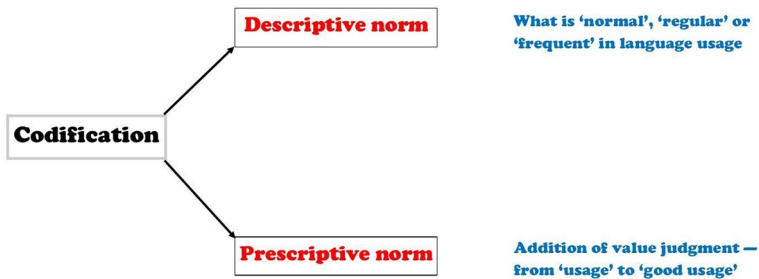 Descriptive norm
What is ‘normal’, ‘regular’ or
‘frequent’ in language usage
Codification
Prescriptive norm
Addition of value judgment —
from ‘usage’ to ‘good usage’